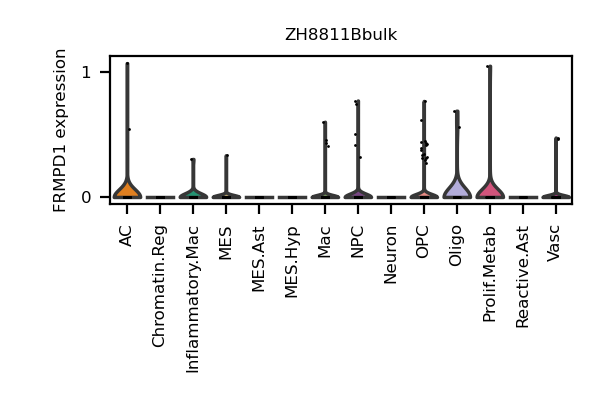 ZH8811Bbulk
FRMPD1 expression
1
0
AC
Chromatin.Reg
Inflammatory.Mac
MES
MES.Ast
MES.Hyp
Mac
NPC
Neuron
OPC
Oligo
Prolif.Metab
Reactive.Ast
Vasc